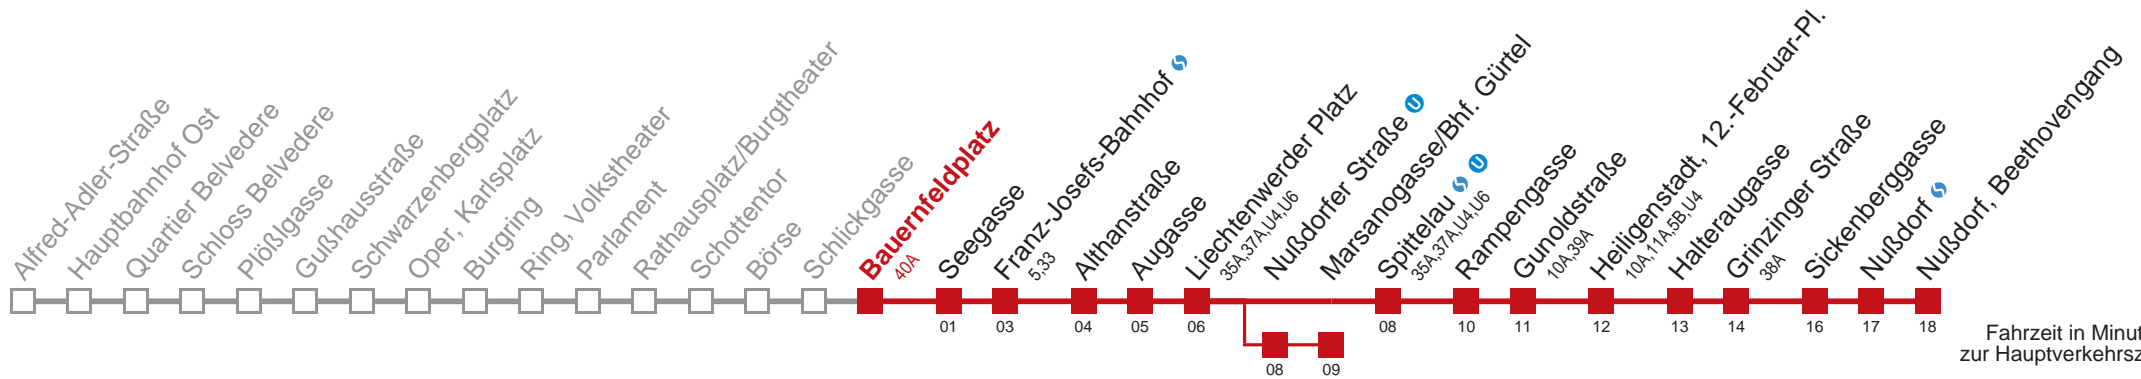 Alfred-Adler-Straße
Hauptbahnhof Ost
Quartier Belvedere
Schloss Belvedere
Plößlgasse
Gußhausstraße
Schwarzenbergplatz
Oper, Karlsplatz
Burgring
Ring, Volkstheater
Parlament
Rathausplatz/Burgtheater
Schottentor
Börse
Schlickgasse
Bauernfeldplatz
40A
Seegasse
Franz-Josefs-Bahnhof S
5,33
Althanstraße
Augasse
Liechtenwerder Platz
35A,37A,U4,U6
Nußdorfer Straße U
Marsanogasse/Bhf. Gürtel
Spittelau S U
35A,37A,U4,U6
Rampengasse
Gunoldstraße
10A,39A
Heiligenstadt, 12.-Februar-Pl.
10A,11A,5B,U4
Halteraugasse
Grinzinger Straße
38A
Sickenberggasse
Nußdorf S
Nußdorf, Beethovengang
01 03 04 05 06 08 10 11 12 13 14 16 17 18
08 09
Fahrzeit in Minut
zur Hauptverkehrsz